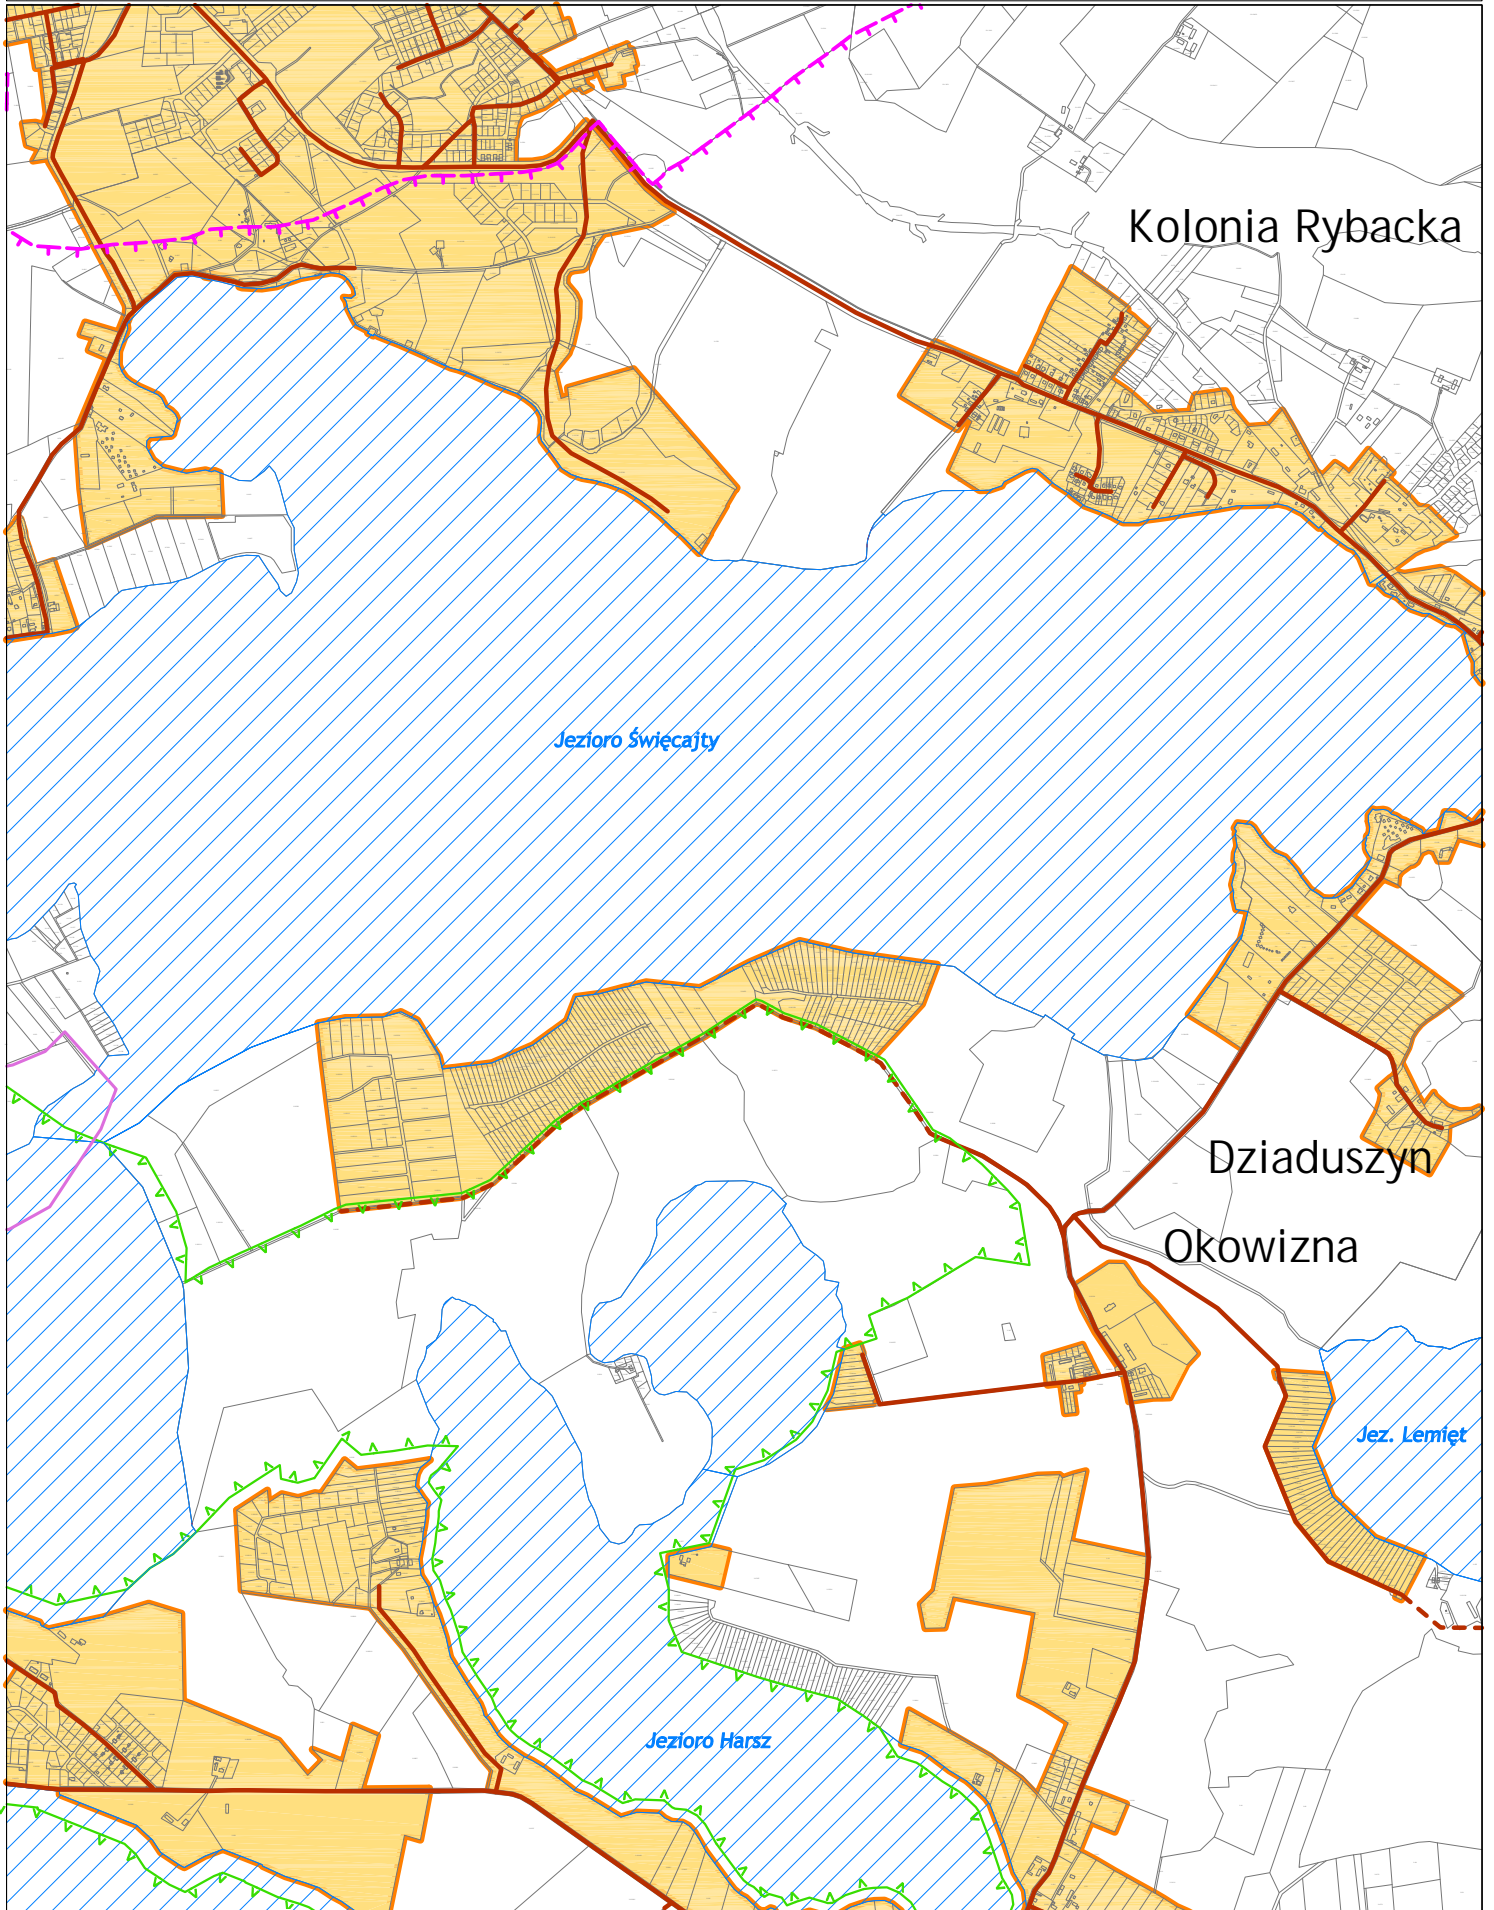 Kolonia Rybacka
Jezioro Święcajty
Dziaduszyn
Okowizna
Jez. Lemięt
Jezioro Harsz